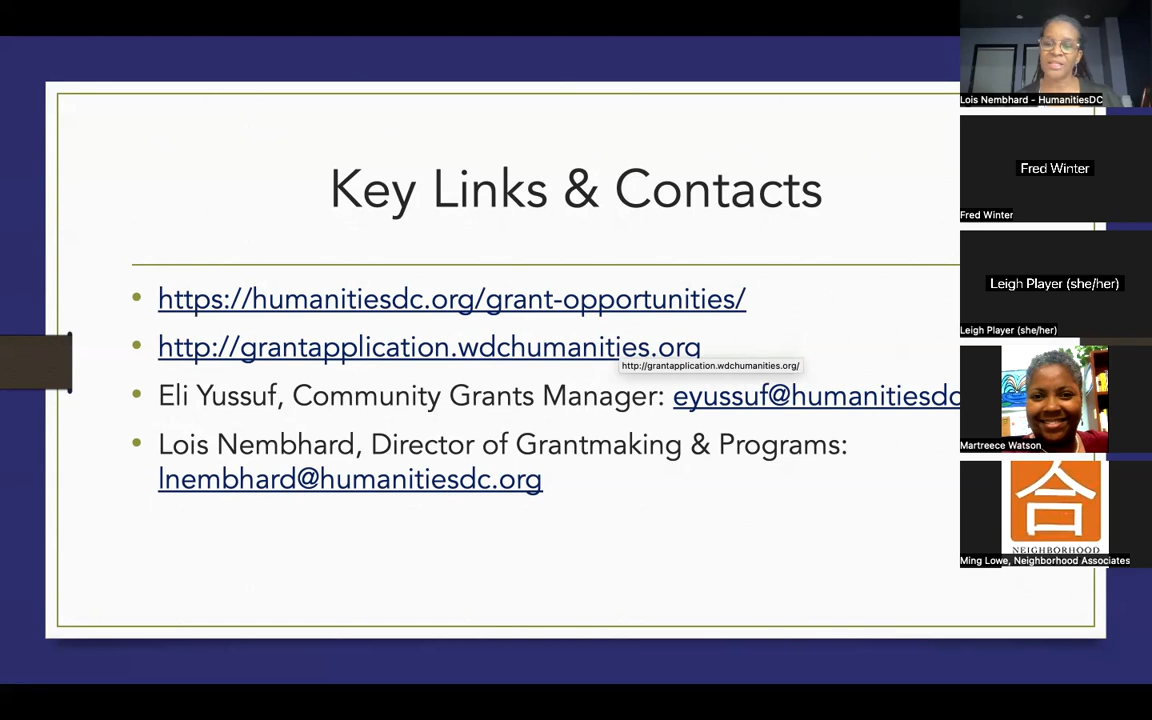 Key Links & Contacts
https://humanitiesdc.org/grant-opportunities/
http://grantapplication.wdchumanities.org
http://grantapplication.wdchumanities.org/
Eli Yussuf, Community Grants Manager: eyussuf@humanitiesdc
Lois Nembhard, Director of Grantmaking & Programs:
lnembhard@humanitiesdc.org
Lois Nembhard - HumanitiesDC
Fred Winter
Fred Winter
Leigh Player (she/her)
Leigh Player (she/her)
Martreece Watson
合
NEIGHBORHOOD
Ming Lowe, Neighborhood Associates